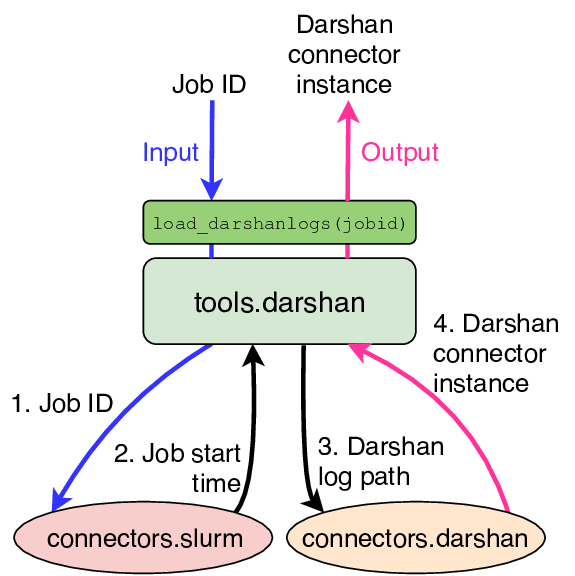 Darshan
connector
instance
Job ID
Input
Output
load_darshanlogs(jobid)
tools.darshan
4. Darshan
connector
instance
1. Job ID
2. Job start
time
3. Darshan
log path
connectors.slurm
connectors.darshan